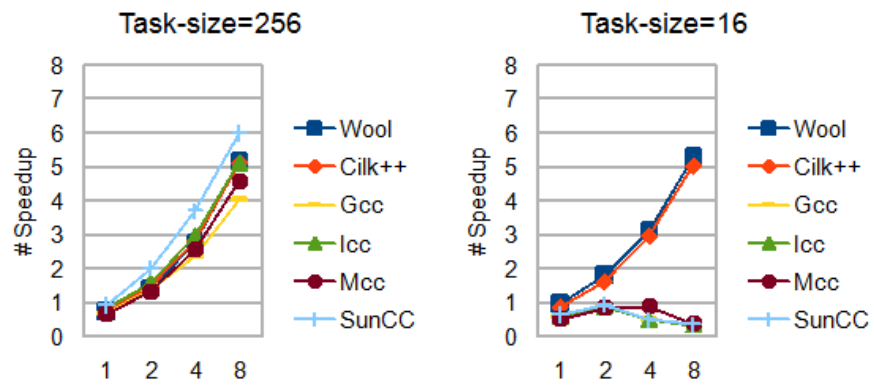 Task-size=256
# Speedup
8
7
6
5
4
3
2
1
0
1 2 4 8
Wool
Cilk++
Gcc
Icc
Mcc
SunCC
Task-size=16
# Speedup
8
7
6
5
4
3
2
1
0
1 2 4 8
Wool
Cilk++
Gcc
Icc
Mcc
SunCC